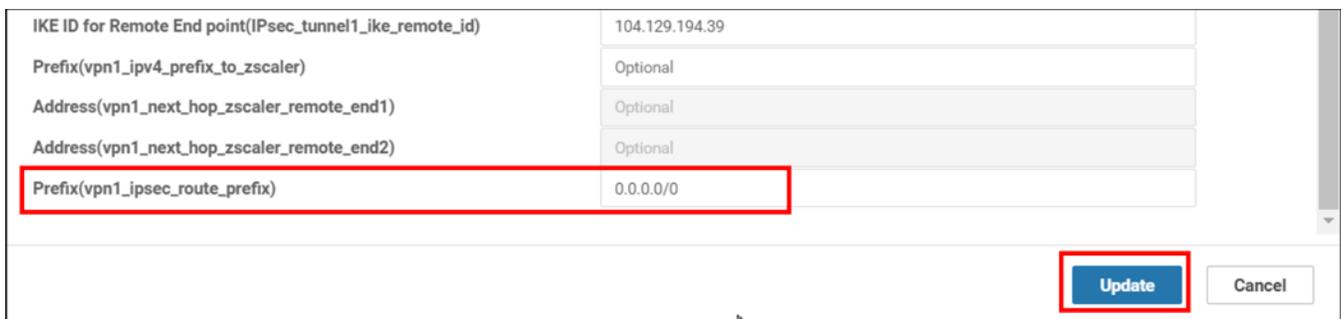 IKE ID for Remote End point(IPsec_tunnel1_ike_remote_id) 104.129.194.39
Prefix(vpn1_ipv4_prefix_to_zscaler) Optional
Address(vpn1_next_hop_zscaler_remote_end1) Optional
Address(vpn1_next_hop_zscaler_remote_end2) Optional
Prefix(vpn1_ipsec_route_prefix) 0.0.0.0/0
Update Cancel